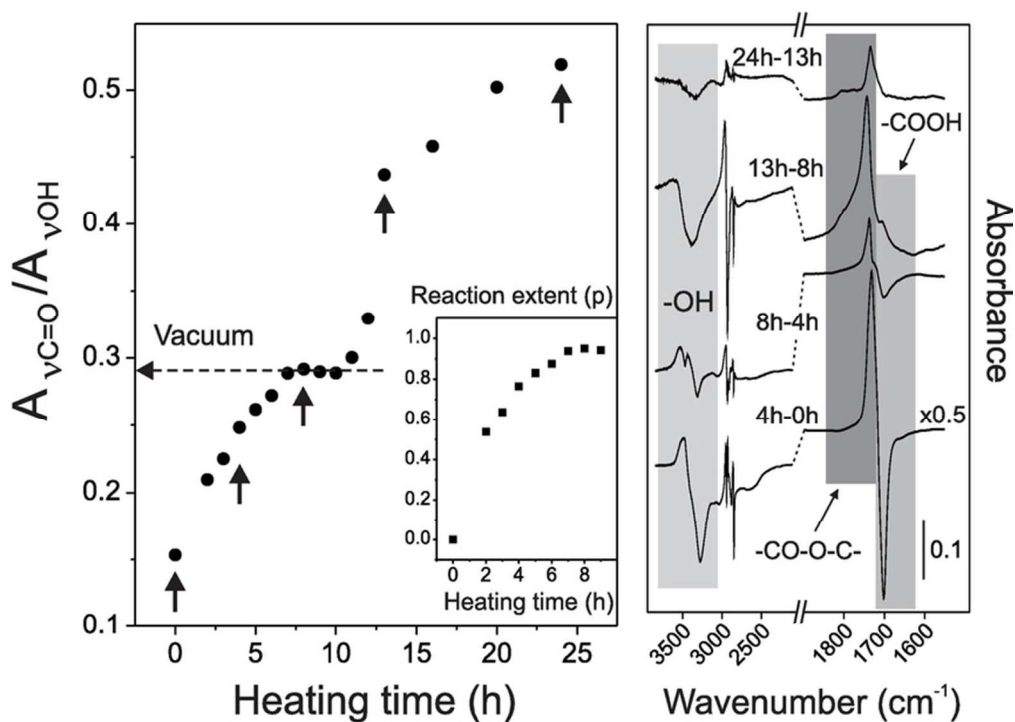 A νC=O /A νOH
0.5
0.4
0.3
0.2
0.1
Vacuum
Reaction extent (p)
1.0
0.8
0.6
0.4
0.2
0.0
0 2 4 6 8
Heating time (h)
0 5 10 15 20 25
Heating time (h)
24h-13h
-COOH
13h-8h
-OH
8h-4h
4h-0h
x0.5
-CO-O-C-
0.1
3500 3000 2500 1800 1700 1600
Wavenumber (cm-1)
Absorbance